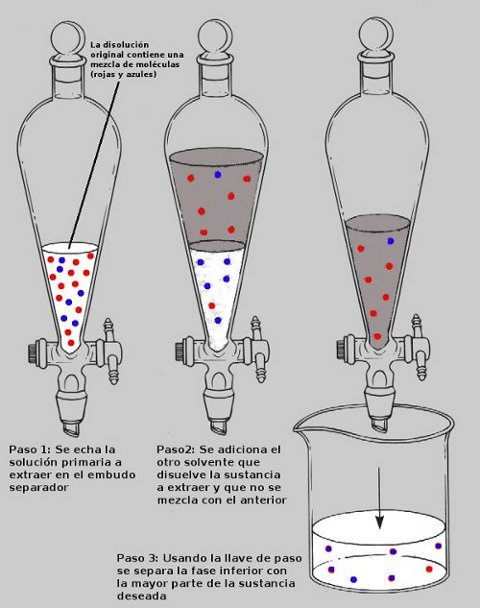 La disolución
original contiene una
mezcla de moléculas
(rojas y azules)
Paso 1: Se echa la
solución primaria a
extraer en el embudo
separador
Paso2: Se adiciona el
otro solvente que
disuelve la sustancia
a extraer y que no se
mezcla con el anterior
Paso 3: Usando la llave de paso
se separa la fase inferior con
la mayor parte de la sustancia
deseada